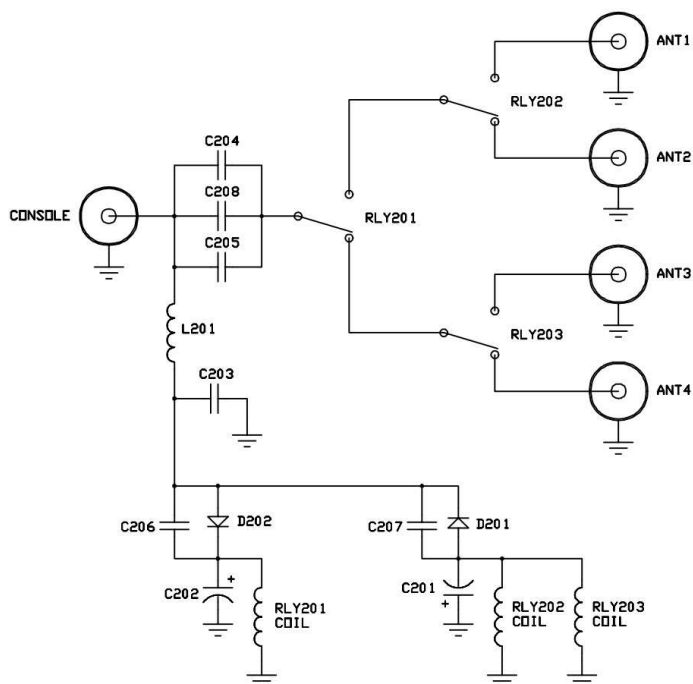 ANT1
RLY202
C204
ANT2
C208
CONSOLE
RLY201
C205
ANT3
L201
RLY203
C203
ANT4
C206
D202
C207
D201
C202
+
RLY201
COIL
C201
+
RLY202
COIL
RLY203
COIL